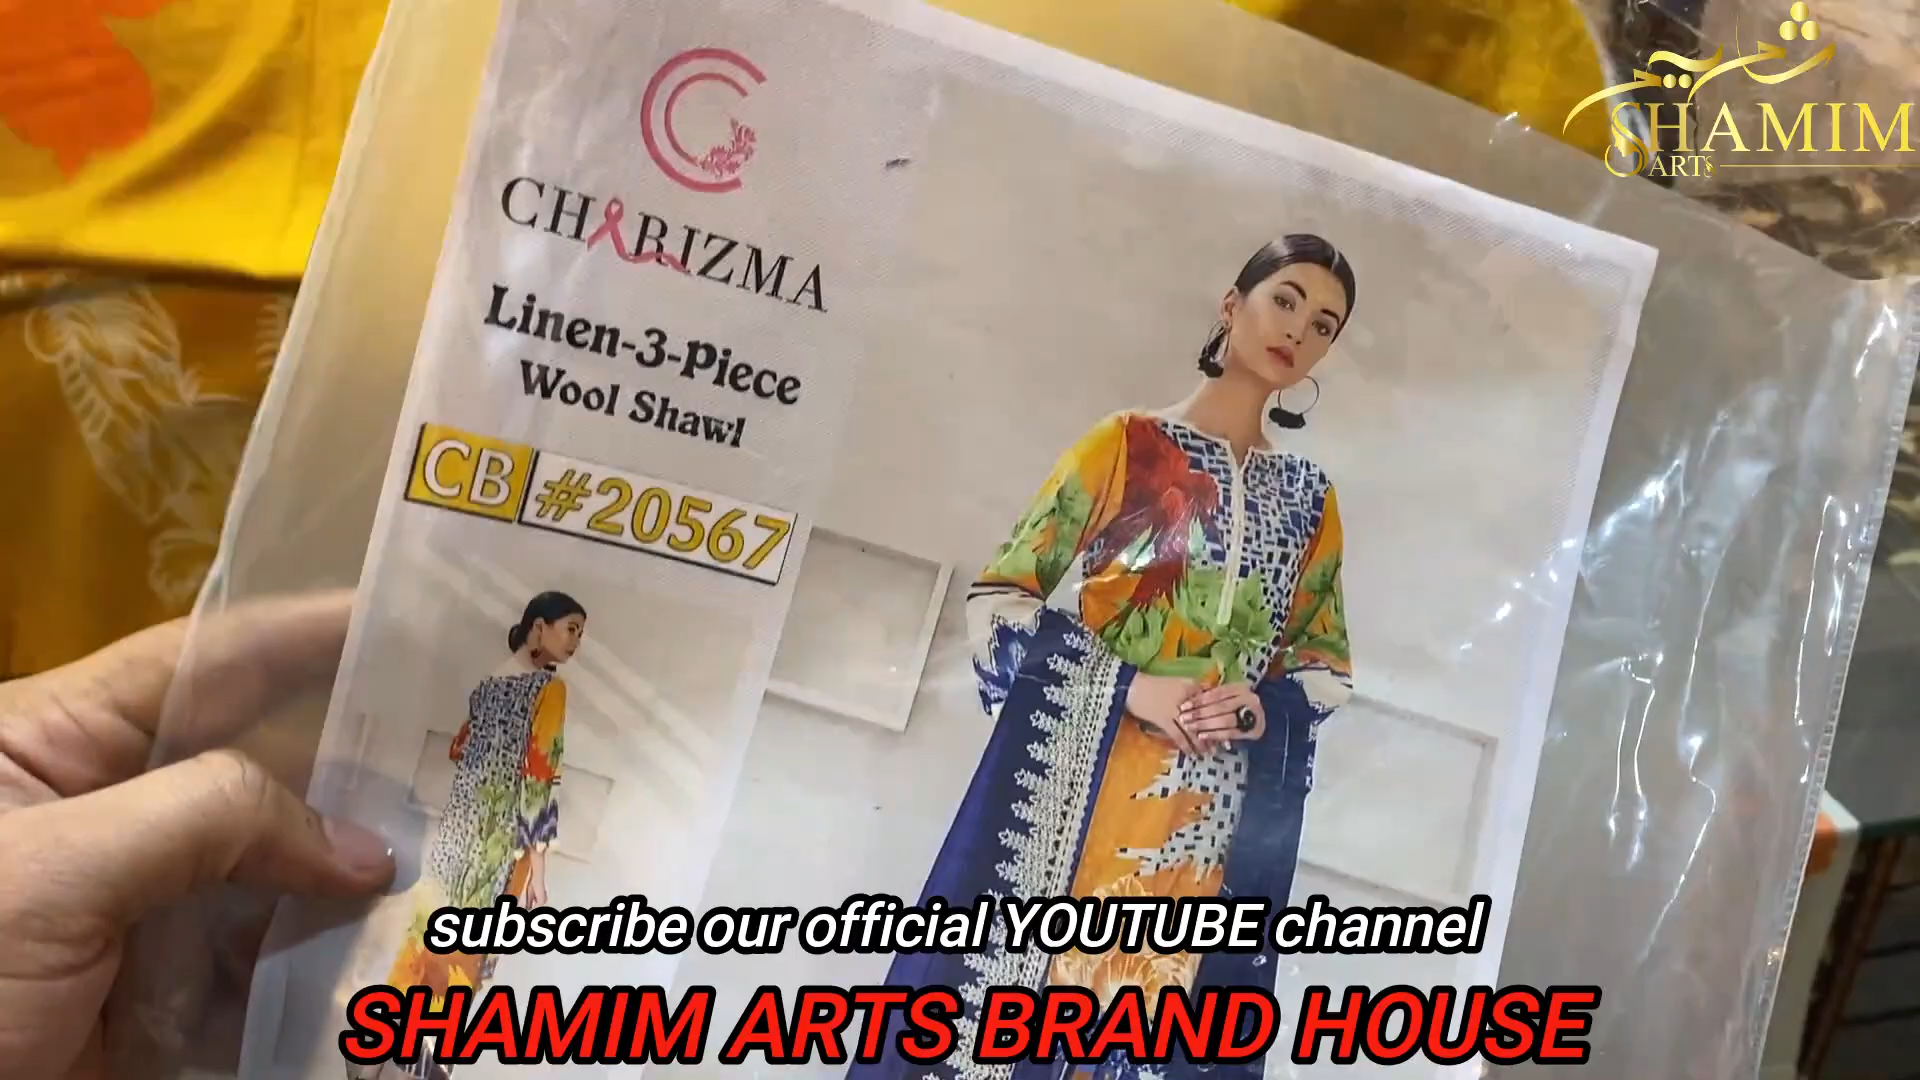 SHAMIM
ARTS
CHARIZMA
Linen-3-Piece
Wool Shawl
CB #20567
subscribe our official YOUTUBE channel
SHAMIM ARTS BRAND HOUSE